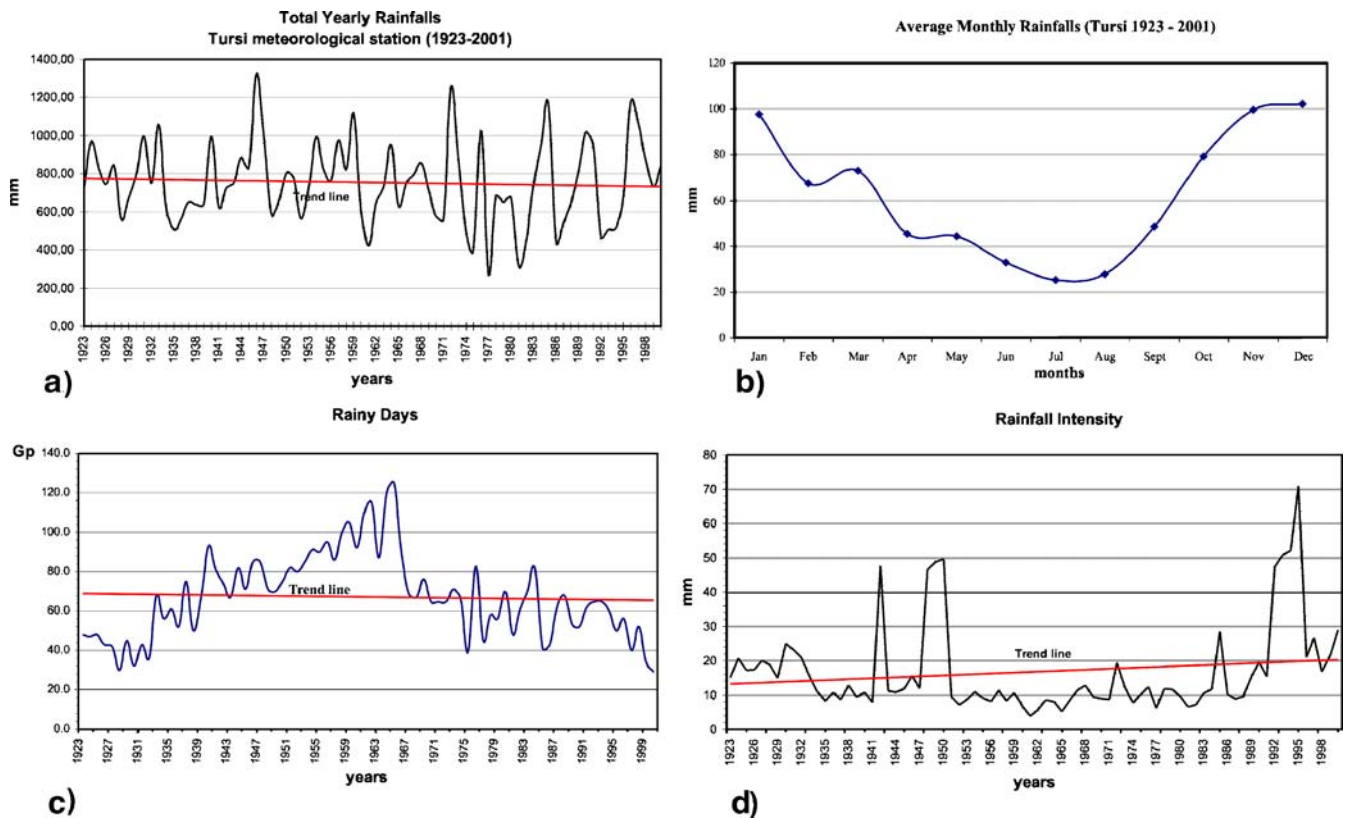 Total Yearly Rainfalls
Tursi meteorological station (1923-2001)
1400,00
1200,00
1000,00
800,00
600,00
400,00
200,00
0,00
mm
Trend line
1923 1926 1929 1932 1935 1938 1941 1944 1947 1950 1953 1956 1959 1962 1965 1968 1971 1974 1977 1980 1983 1986 1989 1992 1995 1998
years
a)
Average Monthly Rainfalls (Tursi 1923 - 2001)
120
100
80
60
40
20
0
mm
Jan Feb Mar Apr May Jun Jul Aug Sept Oct Nov Dec
months
b)
Rainy Days
Gp
140.0
120.0
100.0
80.0
60.0
40.0
20.0
0.0
Trend line
1923 1927 1931 1935 1939 1943 1947 1951 1955 1959 1963 1967 1971 1975 1979 1983 1987 1991 1995 1999
years
c)
Rainfall Intensity
80
70
60
50
40
30
20
10
0
mm
Trend line
1923 1926 1929 1932 1935 1938 1941 1944 1947 1950 1953 1956 1959 1962 1965 1968 1971 1974 1977 1980 1983 1986 1989 1992 1995 1998
years
d)